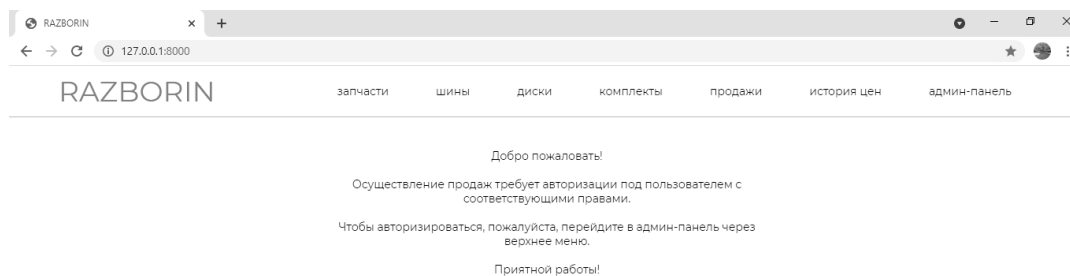 RAZBORIN
127.0.0.1:8000
RAZBORIN запчасти шины диски комплекты продажи история цен админ-панель
Добро пожаловать!
Осуществление продаж требует авторизации под пользователем с
соответствующими правами.
Чтобы авторизироваться, пожалуйста, перейдите в админ-панель через
верхнее меню.
Приятной работы!